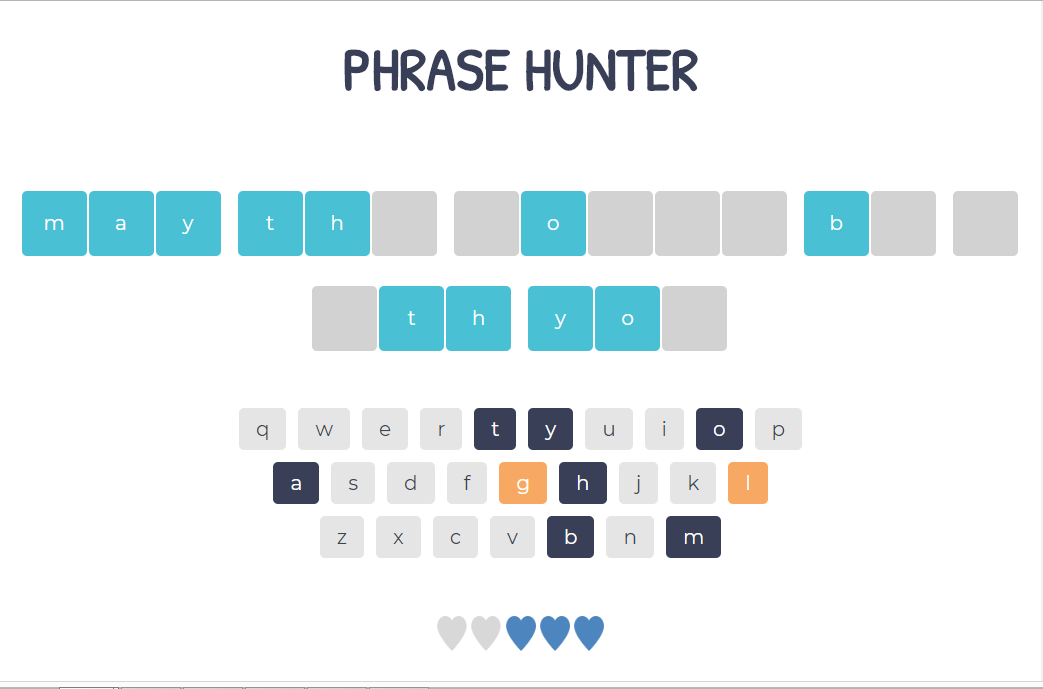 PHRASE HUNTER
m a y t h o b
t h y o
q w e r t y u i o p
a s d f g h j k l
z x c v b n m